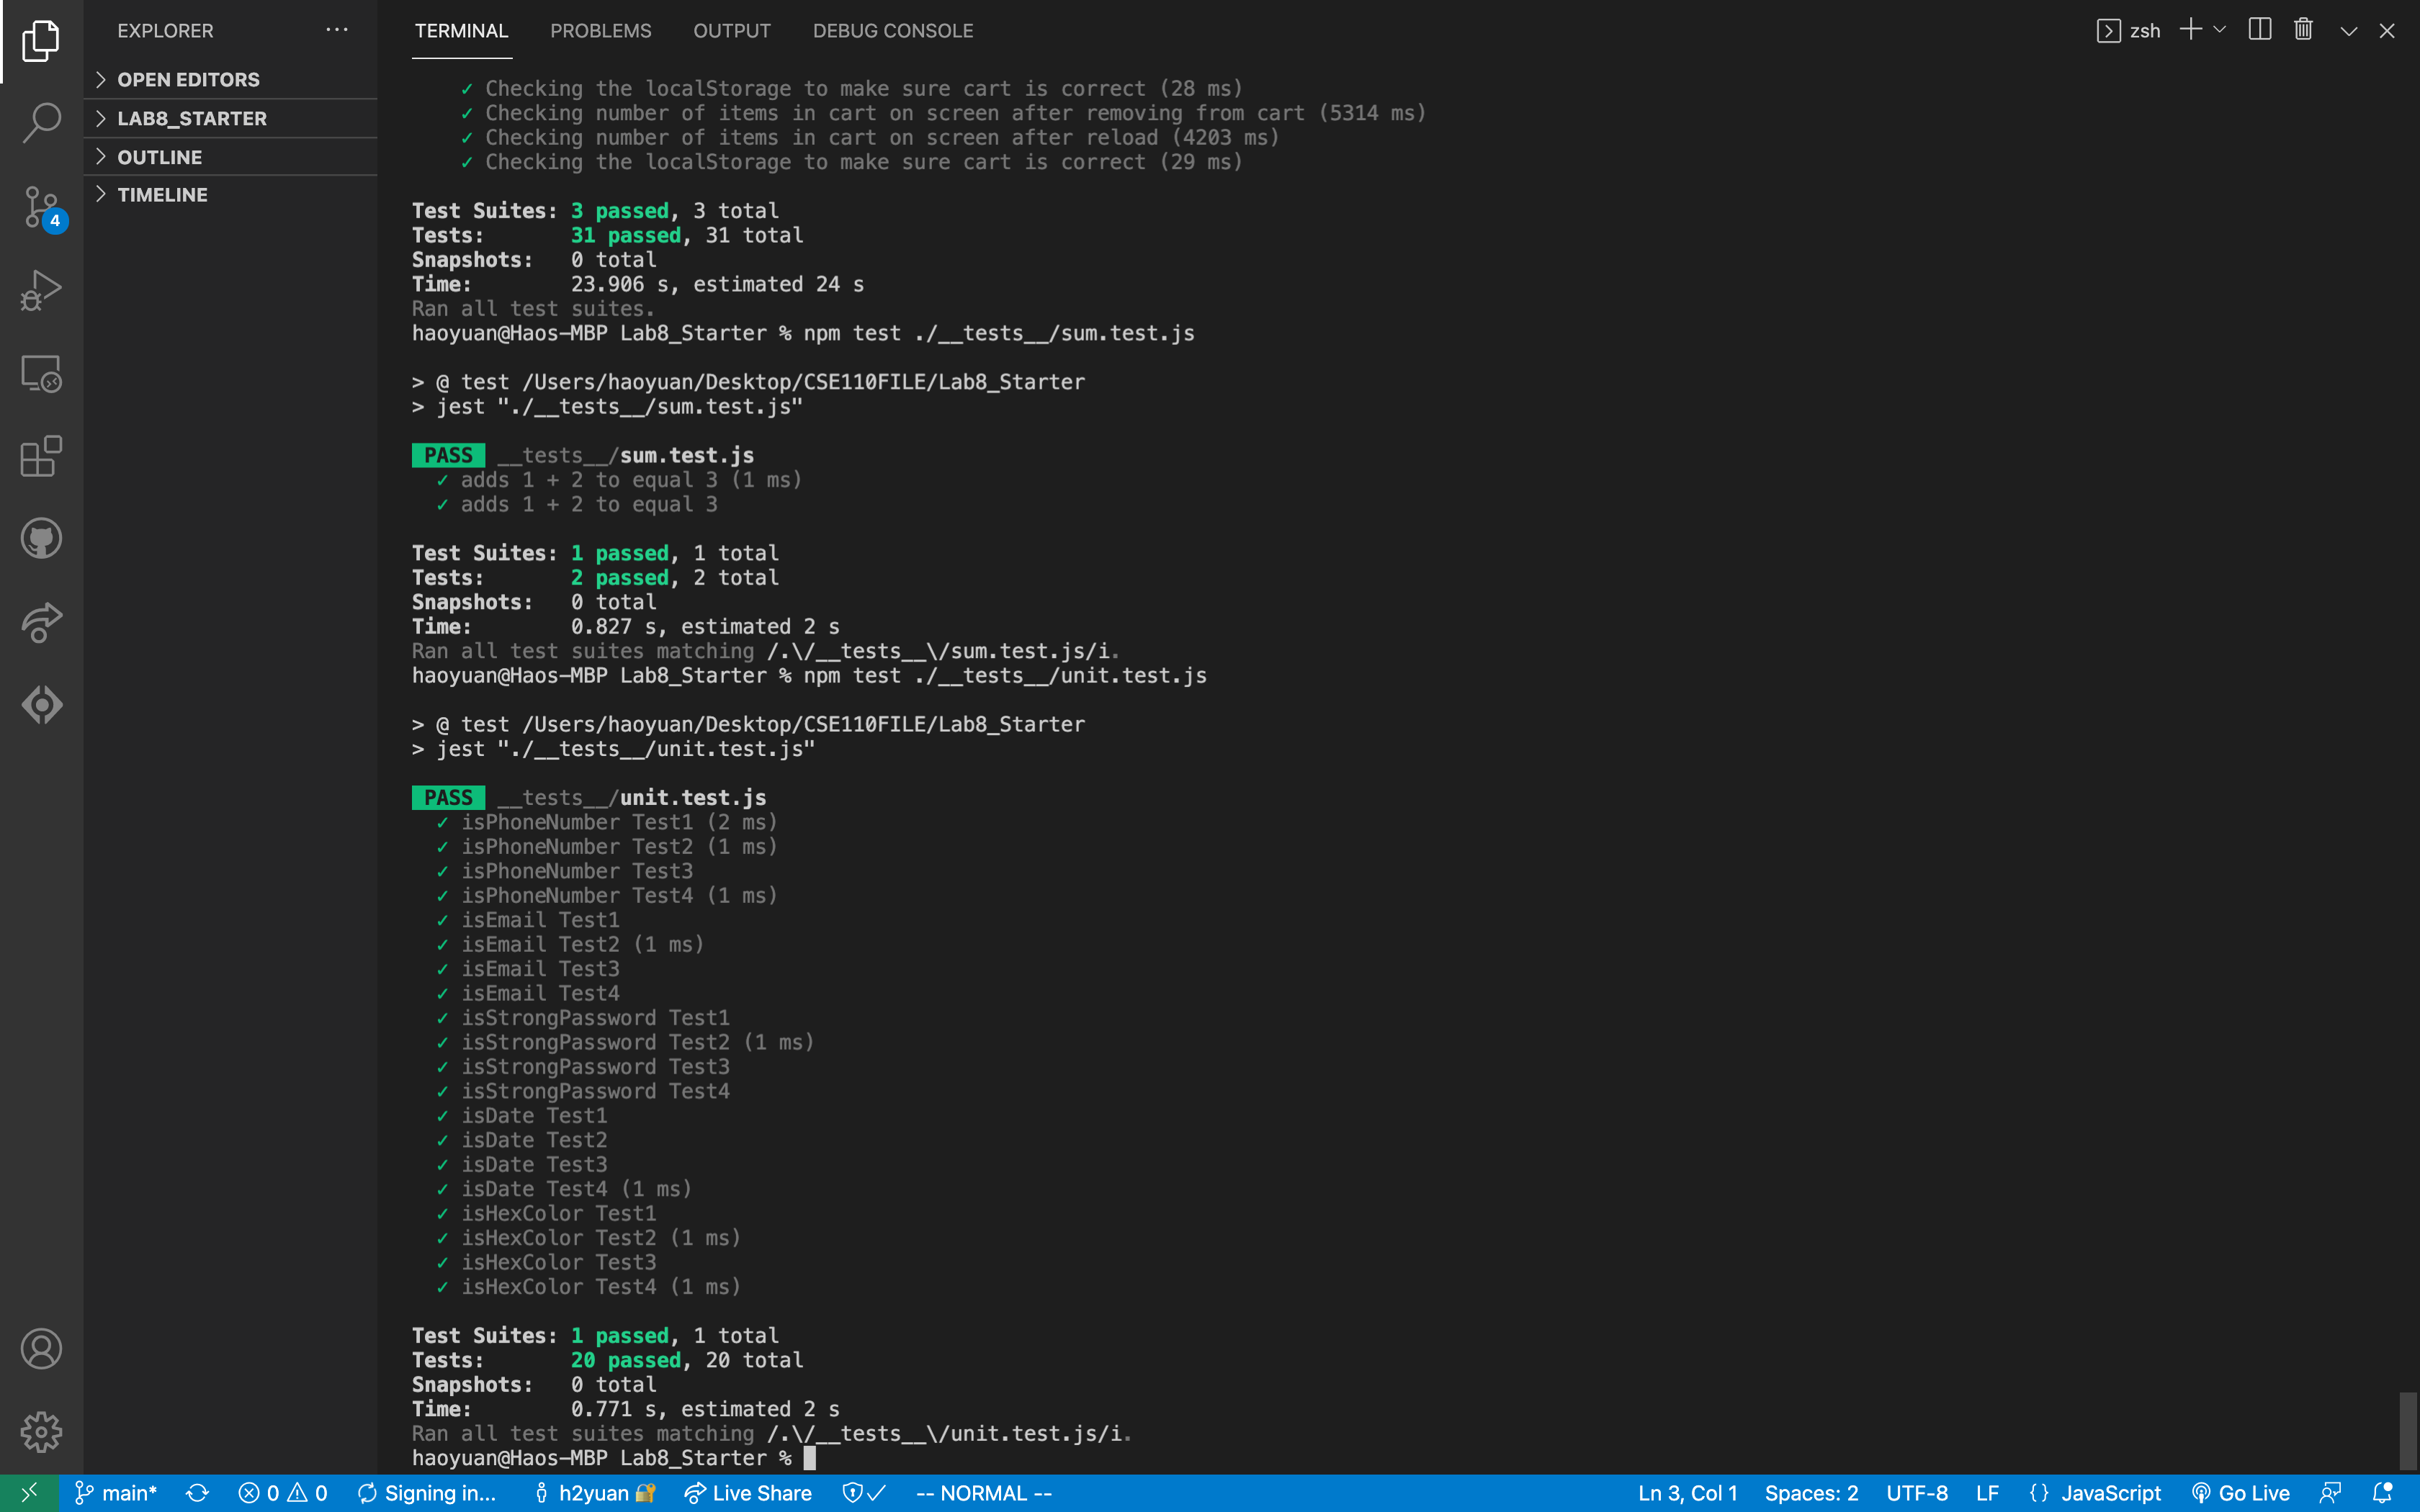 EXPLORER
OPEN EDITORS
LAB8_STARTER
OUTLINE
TIMELINE
4
TERMINAL PROBLEMS OUTPUT DEBUG CONSOLE
zsh
✓ Checking the localStorage to make sure cart is correct (28 ms)
✓ Checking number of items in cart on screen after removing from cart (5314 ms)
✓ Checking number of items in cart on screen after reload (4203 ms)
✓ Checking the localStorage to make sure cart is correct (29 ms)
Test Suites: 3 passed, 3 total
Tests: 31 passed, 31 total
Snapshots: 0 total
Time: 23.906 s, estimated 24 s
Ran all test suites.
haoyuan@Haos-MBP Lab8_Starter % npm test ./__tests__/sum.test.js
> @ test /Users/haoyuan/Desktop/CSE110FILE/Lab8_Starter
> jest "./__tests__/sum.test.js"
PASS __tests__/sum.test.js
✓ adds 1 + 2 to equal 3 (1 ms)
✓ adds 1 + 2 to equal 3
Test Suites: 1 passed, 1 total
Tests: 2 passed, 2 total
Snapshots: 0 total
Time: 0.827 s, estimated 2 s
Ran all test suites matching /.\/__tests__\/sum.test.js/i.
haoyuan@Haos-MBP Lab8_Starter % npm test ./__tests__/unit.test.js
> @ test /Users/haoyuan/Desktop/CSE110FILE/Lab8_Starter
> jest "./__tests__/unit.test.js"
PASS __tests__/unit.test.js
✓ isPhoneNumber Test1 (2 ms)
✓ isPhoneNumber Test2 (1 ms)
✓ isPhoneNumber Test3
✓ isPhoneNumber Test4 (1 ms)
✓ isEmail Test1
✓ isEmail Test2 (1 ms)
✓ isEmail Test3
✓ isEmail Test4
✓ isStrongPassword Test1
✓ isStrongPassword Test2 (1 ms)
✓ isStrongPassword Test3
✓ isStrongPassword Test4
✓ isDate Test1
✓ isDate Test2
✓ isDate Test3
✓ isDate Test4 (1 ms)
✓ isHexColor Test1
✓ isHexColor Test2 (1 ms)
✓ isHexColor Test3
✓ isHexColor Test4 (1 ms)
Test Suites: 1 passed, 1 total
Tests: 20 passed, 20 total
Snapshots: 0 total
Time: 0.771 s, estimated 2 s
Ran all test suites matching /.\/__tests__\/unit.test.js/i.
haoyuan@Haos-MBP Lab8_Starter %
main* 0 0 Signing in... h2yuan Live Share -- NORMAL -- Ln 3, Col 1 Spaces: 2 UTF-8 LF {} JavaScript Go Live